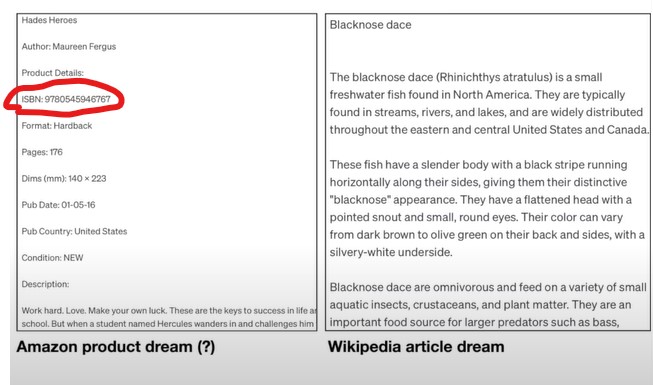 Hades Heroes
Author: Maureen Fergus
Product Details:
ISBN: 9780545946767
Format: Hardback
Pages: 176
Dims (mm): 140 × 223
Pub Date: 01-05-16
Pub Country: United States
Condition: NEW
Description:
Work hard. Love. Make your own luck. These are the keys to success in life an
school. But when a student named Hercules wanders in and challenges him
Amazon product dream (?)
Blacknose dace
The blacknose dace (Rhinichthys atratulus) is a small
freshwater fish found in North America. They are typically
found in streams, rivers, and lakes, and are widely distributed
throughout the eastern and central United States and Canada.
These fish have a slender body with a black stripe running
horizontally along their sides, giving them their distinctive
"blacknose" appearance. They have a flattened head with a
pointed snout and small, round eyes. Their color can vary
from dark brown to olive green on their back and sides, with a
silvery-white underside.
Blacknose dace are omnivorous and feed on a variety of small
aquatic insects, crustaceans, and plant matter. They are an
important food source for larger predators such as bass,
Wikipedia article dream